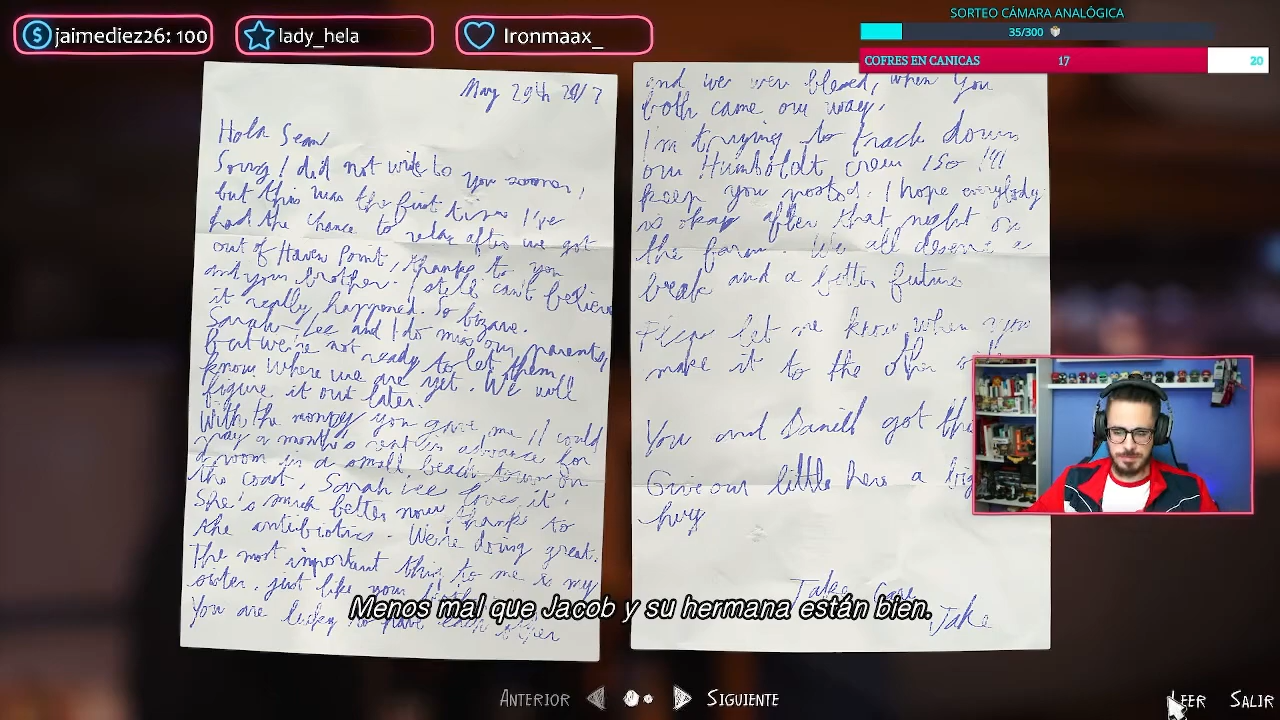 jaimediez26: 100
lady_hela
Ironmaax_
SORTEO CÁMARA ANALÓGICA
35/300
COFRES EN CANICAS 17 20
May 29th 2017
Hola Sean
Sorry I did not write to you sooner,
but this was the first time I've
had the chance to relax after we got
out of Haven Point, thanks to you
and your brother. I still can't believe
it really happened. So bizarre.
Sarah-Lee and I do miss our parents,
but we're not ready to let them
know where we are yet. We will
figure it out later.
With the money you gave me I could
pay a month's rent in advance for
a room in a small beach town on
the coast. Sarah Lee loves it.
She's much better now thanks to
the antibiotics. We're doing great.
The most important thing to me is my
sister, just like your
You are lucky to have each other
and we were blessed, when you
both came our way.
I'm trying to track down
our Humboldt crew so I'll
keep you posted. I hope everybody
is okay after that night on
the farm. We all deserve a
break and a better future
Please let me know when you
make it to the other
You and Daniel got
Give our little hero a big
hug
Take Care
Jake
Menos mal que Jacob y su hermana están bien.
ANTERIOR SIGUIENTE
LEER SALIR